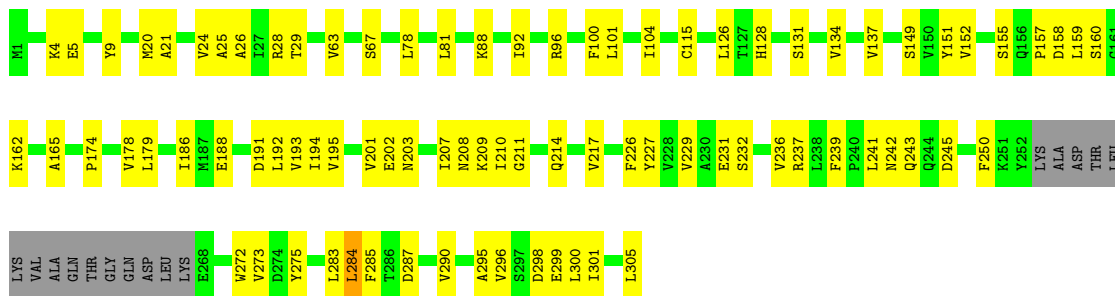 M1 K4 E5 Y9 M20 A21 V24 A25 A26 I27 R28 T29 V63 S67 L78 L81 K88 I92 R96 F100 L101 I104 C115 L126 T127 H128 S131 V134 V137 S149 V150 Y151 V152 S155 Q156 P157 D158 L159 S160 G161
K162 A165 P174 V178 L179 I186 M187 E188 D191 L192 V193 I194 V195 V201 E202 N203 I207 N208 K209 I210 G211 Q214 V217 F226 Y227 V228 V229 A230 E231 S232 V236 R237 L238 F239 P240 L241 N242 Q243 Q244 D245 F250 K251 Y252 LYS ALA ASP THR LEU
LYS VAL ALA GLN THR GLY GLN ASP LEU LYS E268 W272 V273 D274 Y275 L283 L284 F285 T286 D287 V290 A295 V296 S297 D298 E299 L300 I301 L305